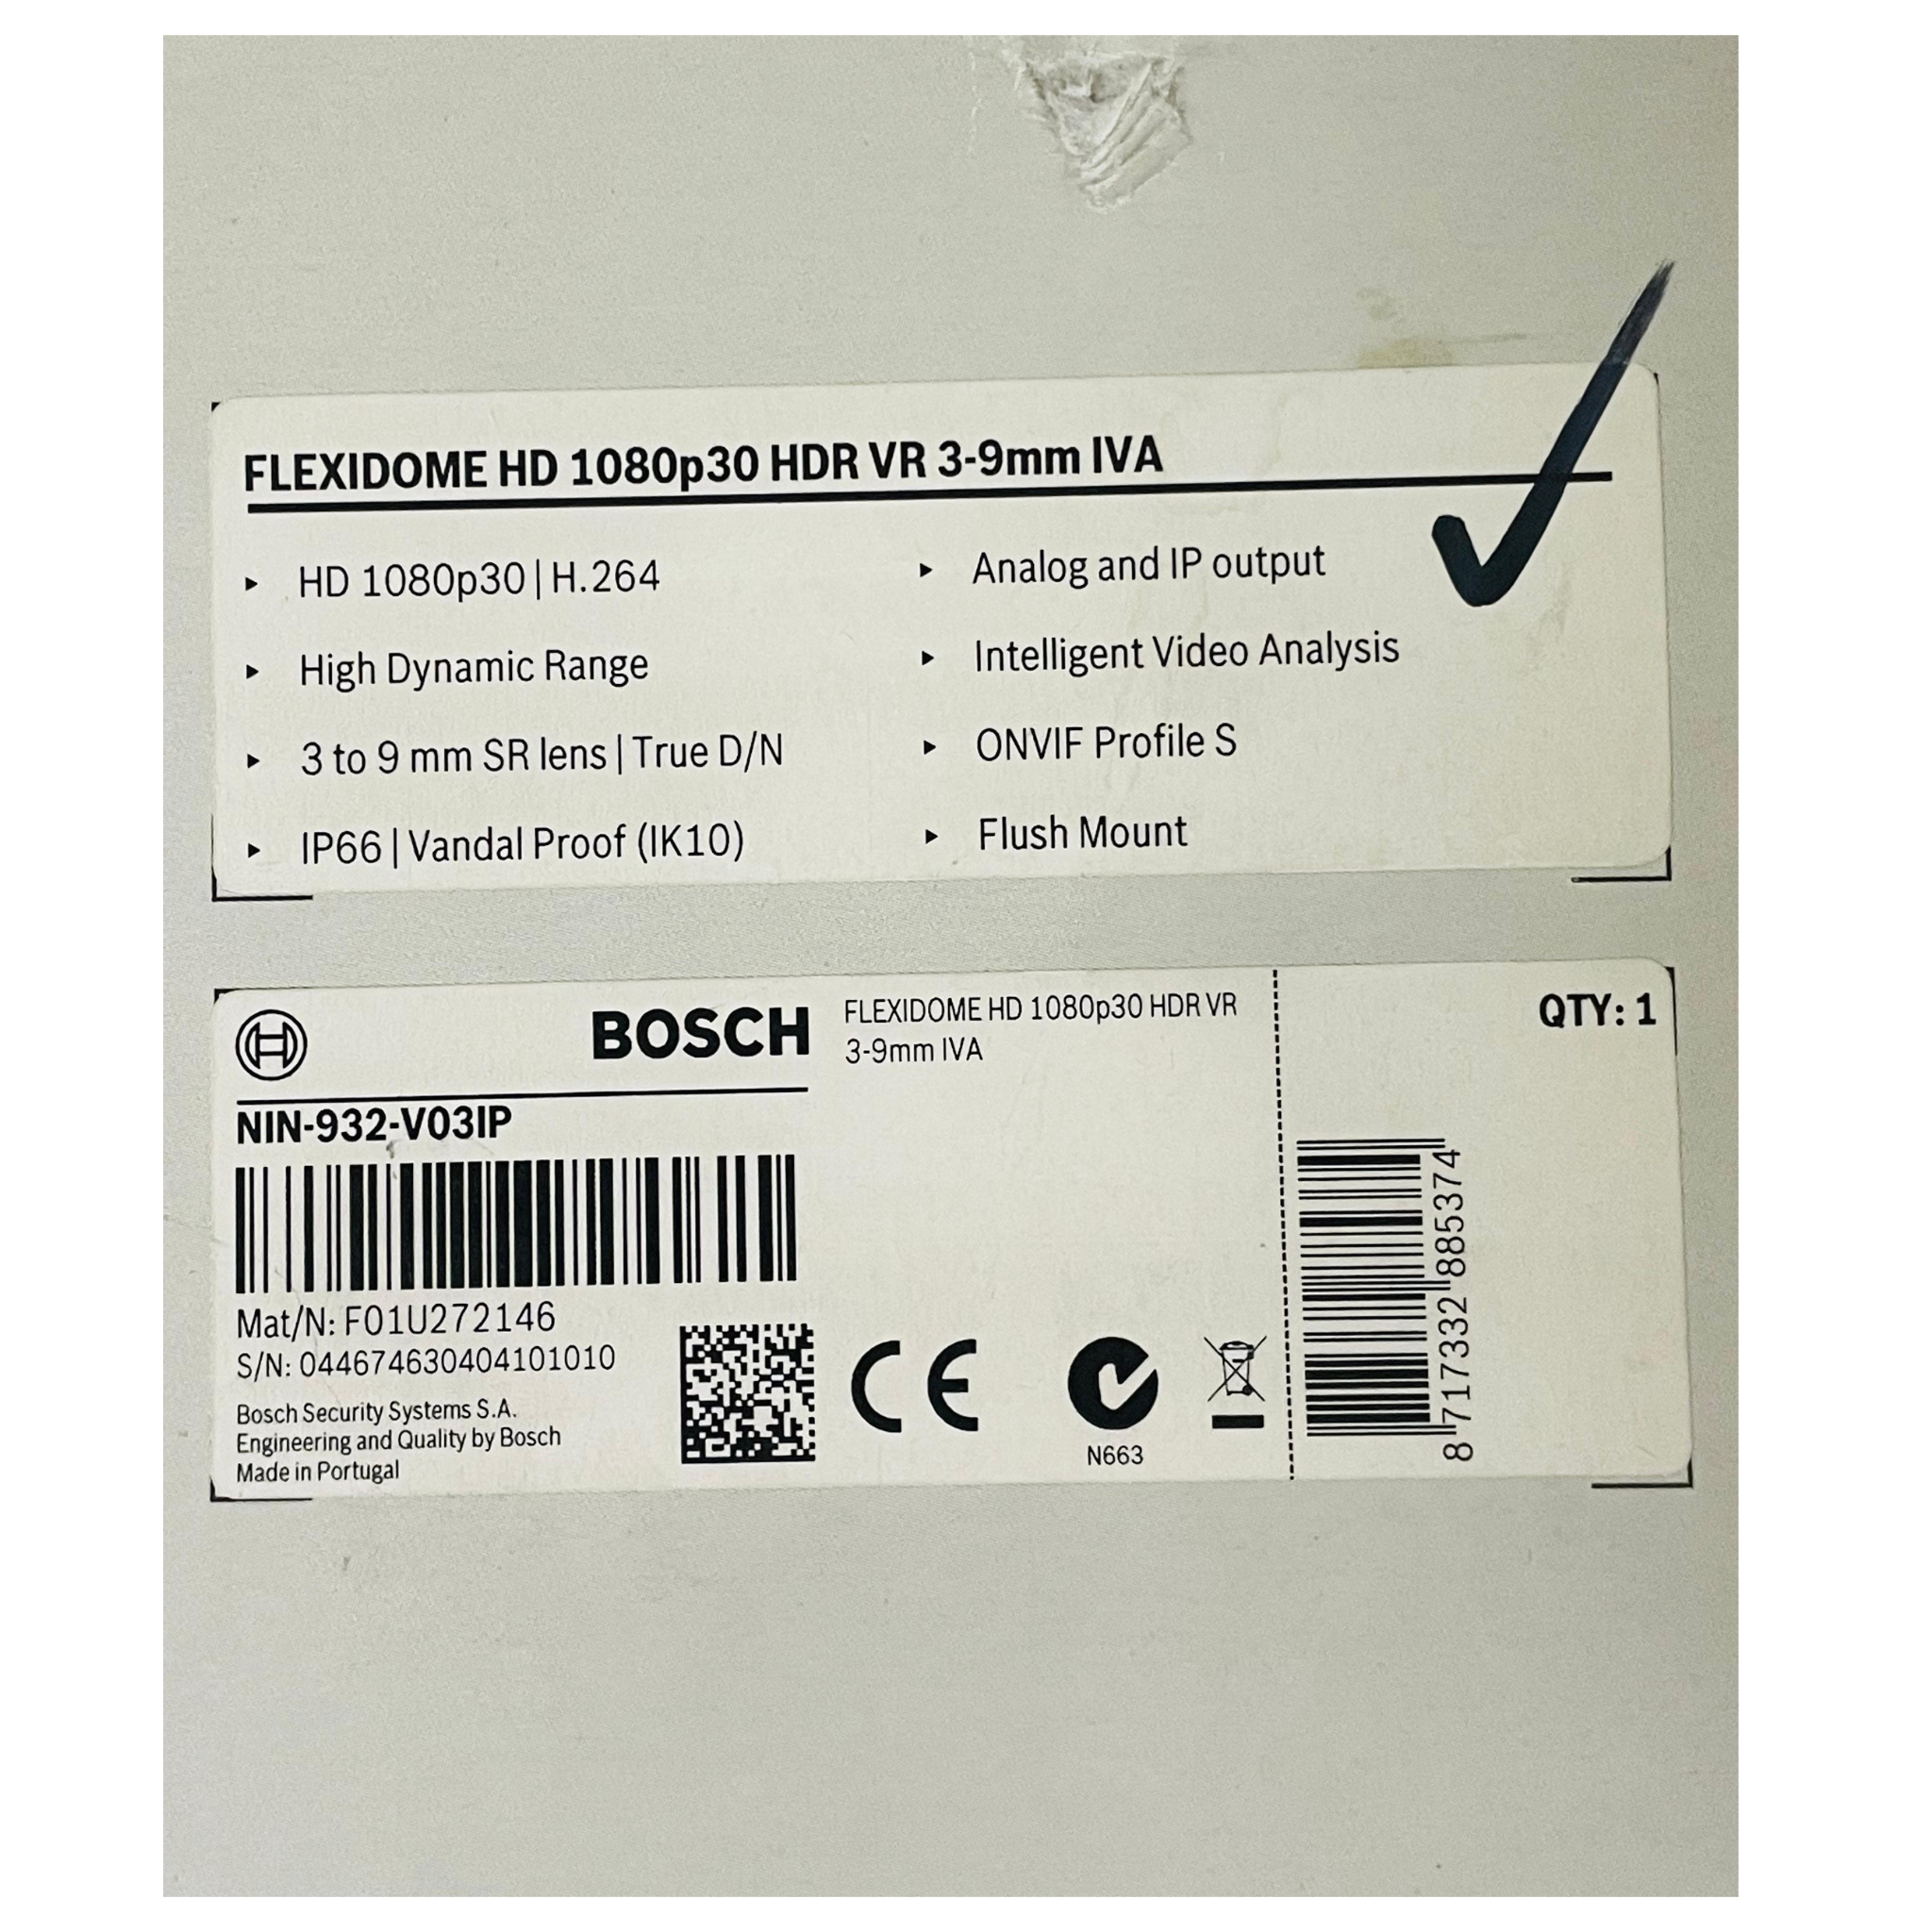 FLEXIDOME HD 1080p30 HDR VR 3-9mm IVA
▸ HD 1080p30 | H.264
▸ High Dynamic Range
▸ 3 to 9 mm SR lens | True D/N
▸ IP66 | Vandal Proof (IK10)
▸ Analog and IP output
▸ Intelligent Video Analysis
▸ ONVIF Profile S
▸ Flush Mount
BOSCH
NIN-932-V03IP
Mat/N: F01U272146
S/N: 044674630404101010
Bosch Security Systems S.A.
Engineering and Quality by Bosch
Made in Portugal
FLEXIDOME HD 1080p30 HDR VR
3-9mm IVA
CE
N663
QTY: 1
8 717332 885374